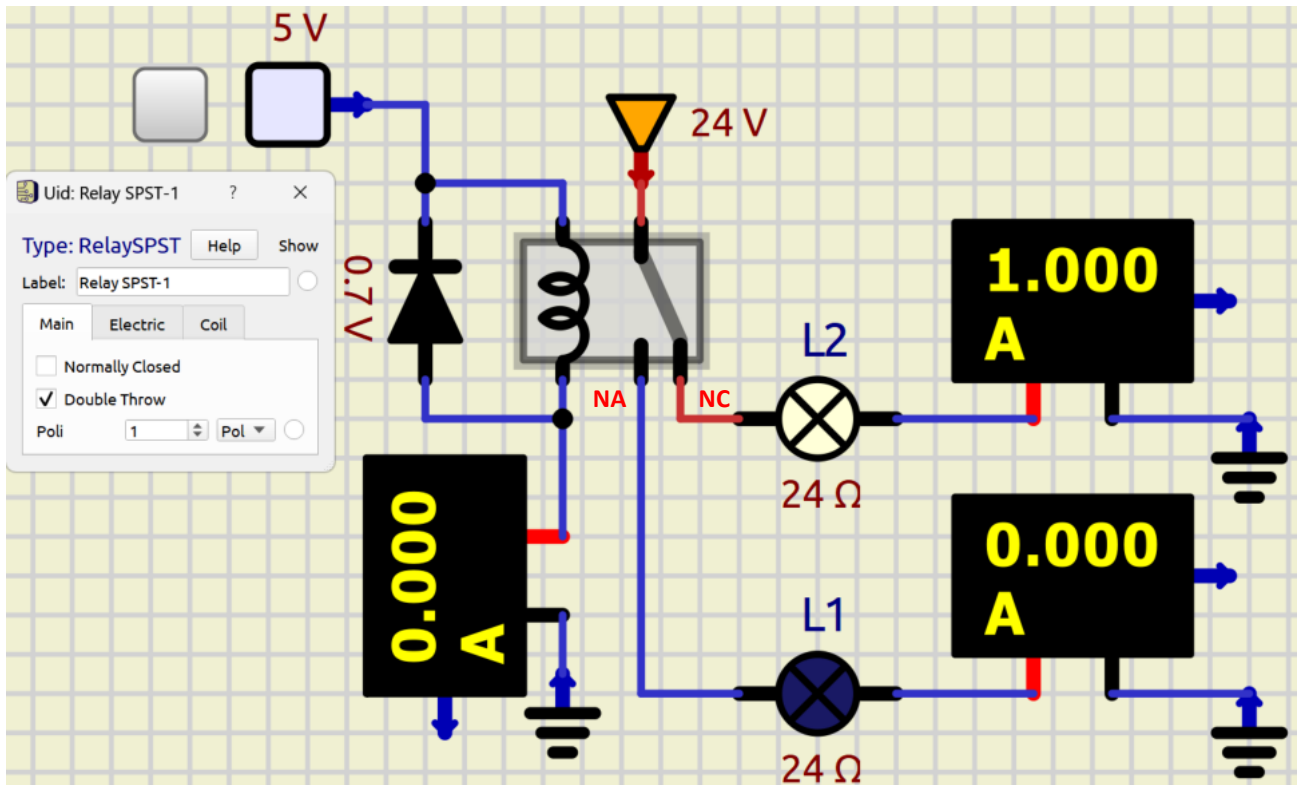 5 V
24 V
Uid: Relay SPST-1
?
Type: RelaySPST
Help
Show
Label:
Relay SPST-1
Main
Electric
Coil
Normally Closed
Double Throw
Poli
1
Pol
0.7 V
NA
NC
L2
24 Ω
1.000
A
0.000
A
L1
24 Ω
0.000
A